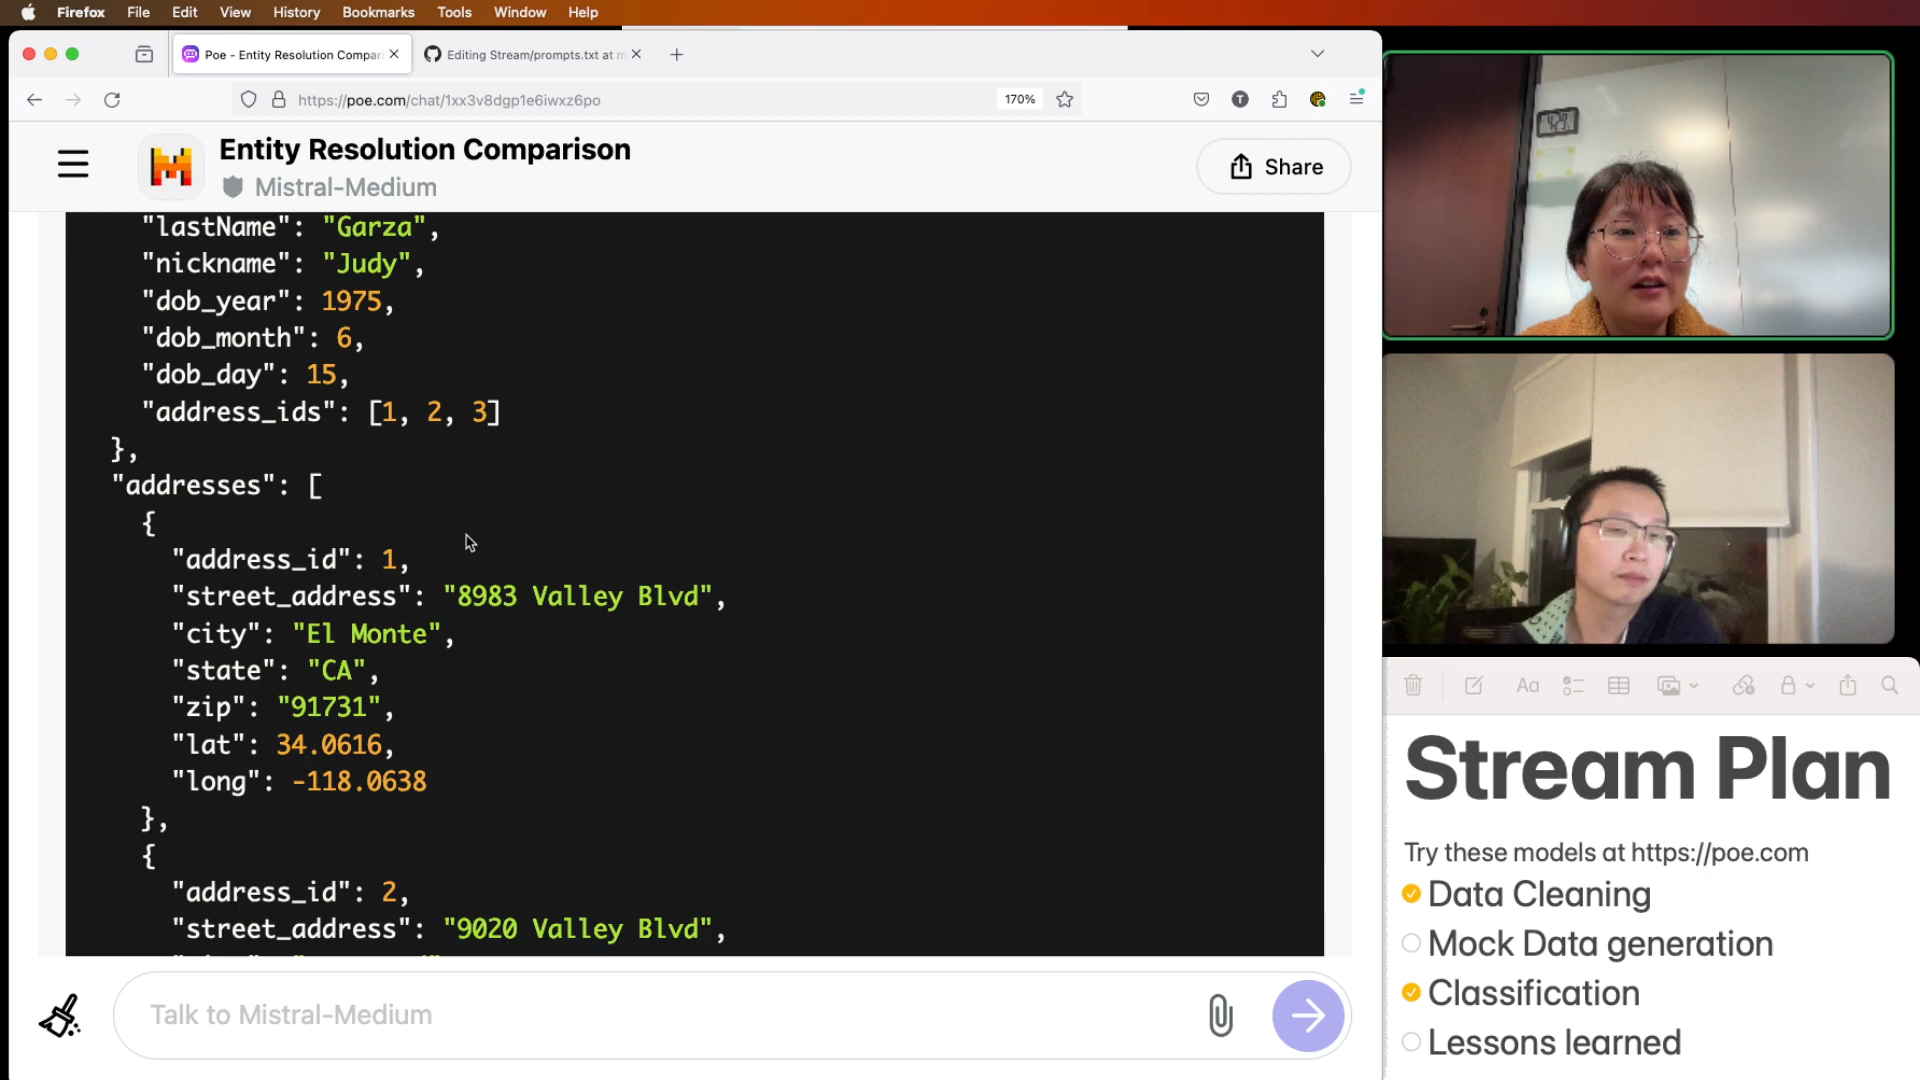 Firefox File Edit View History Bookmarks Tools Window Help
Poe - Entity Resolution Compar
Editing Stream/prompts.txt at m
https://poe.com/chat/1xx3v8dgp1e6iwxz6po
170%
T
Entity Resolution Comparison
Mistral-Medium
Share
"lastName": "Garza",
"nickname": "Judy",
"dob_year": 1975,
"dob_month": 6,
"dob_day": 15,
"address_ids": [1, 2, 3]
},
"addresses": [
{
"address_id": 1,
"street_address": "8983 Valley Blvd",
"city": "El Monte",
"state": "CA",
"zip": "91731",
"lat": 34.0616,
"long": -118.0638
},
{
"address_id": 2,
"street_address": "9020 Valley Blvd",
Talk to Mistral-Medium
Aa
Stream Plan
Try these models at https://poe.com
Data Cleaning
Mock Data generation
Classification
Lessons learned